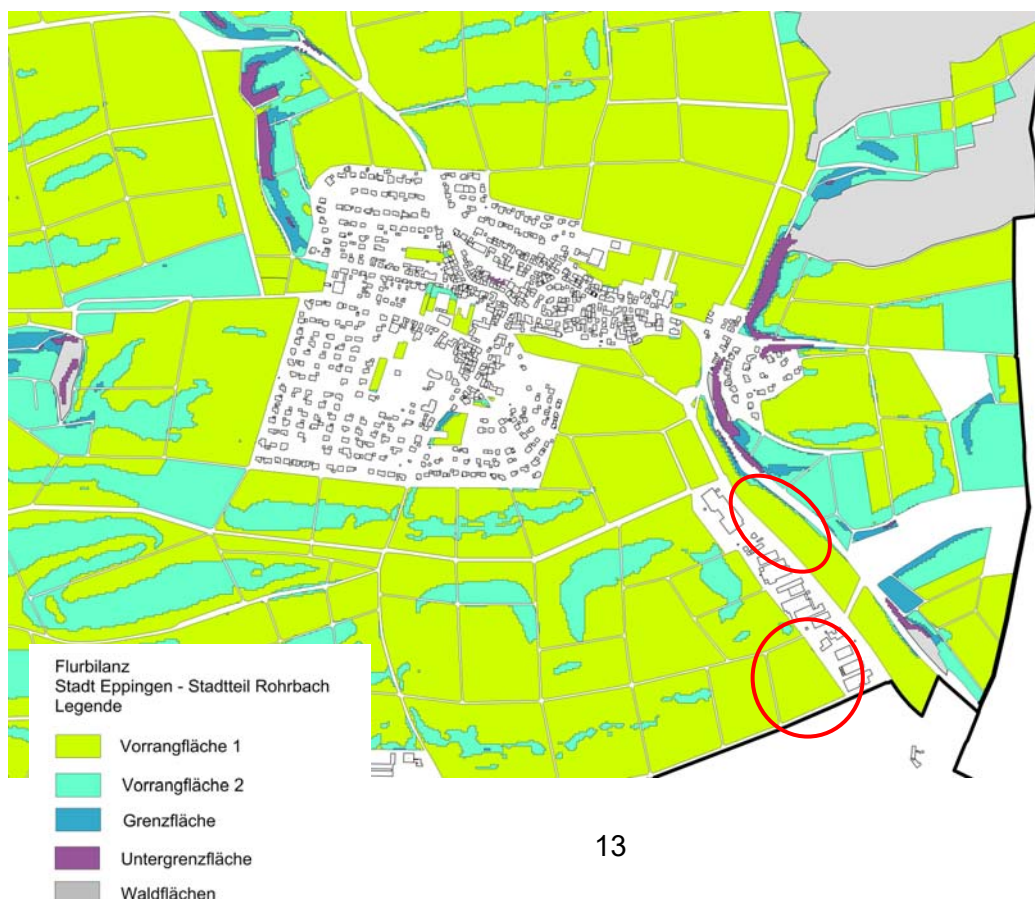 Flurbilanz
Stadt Eppingen - Stadtteil Rohrbach
Legende
Vorrangfläche 1
Vorrangfläche 2
Grenzfläche
Untergrenzfläche
Waldflächen
13